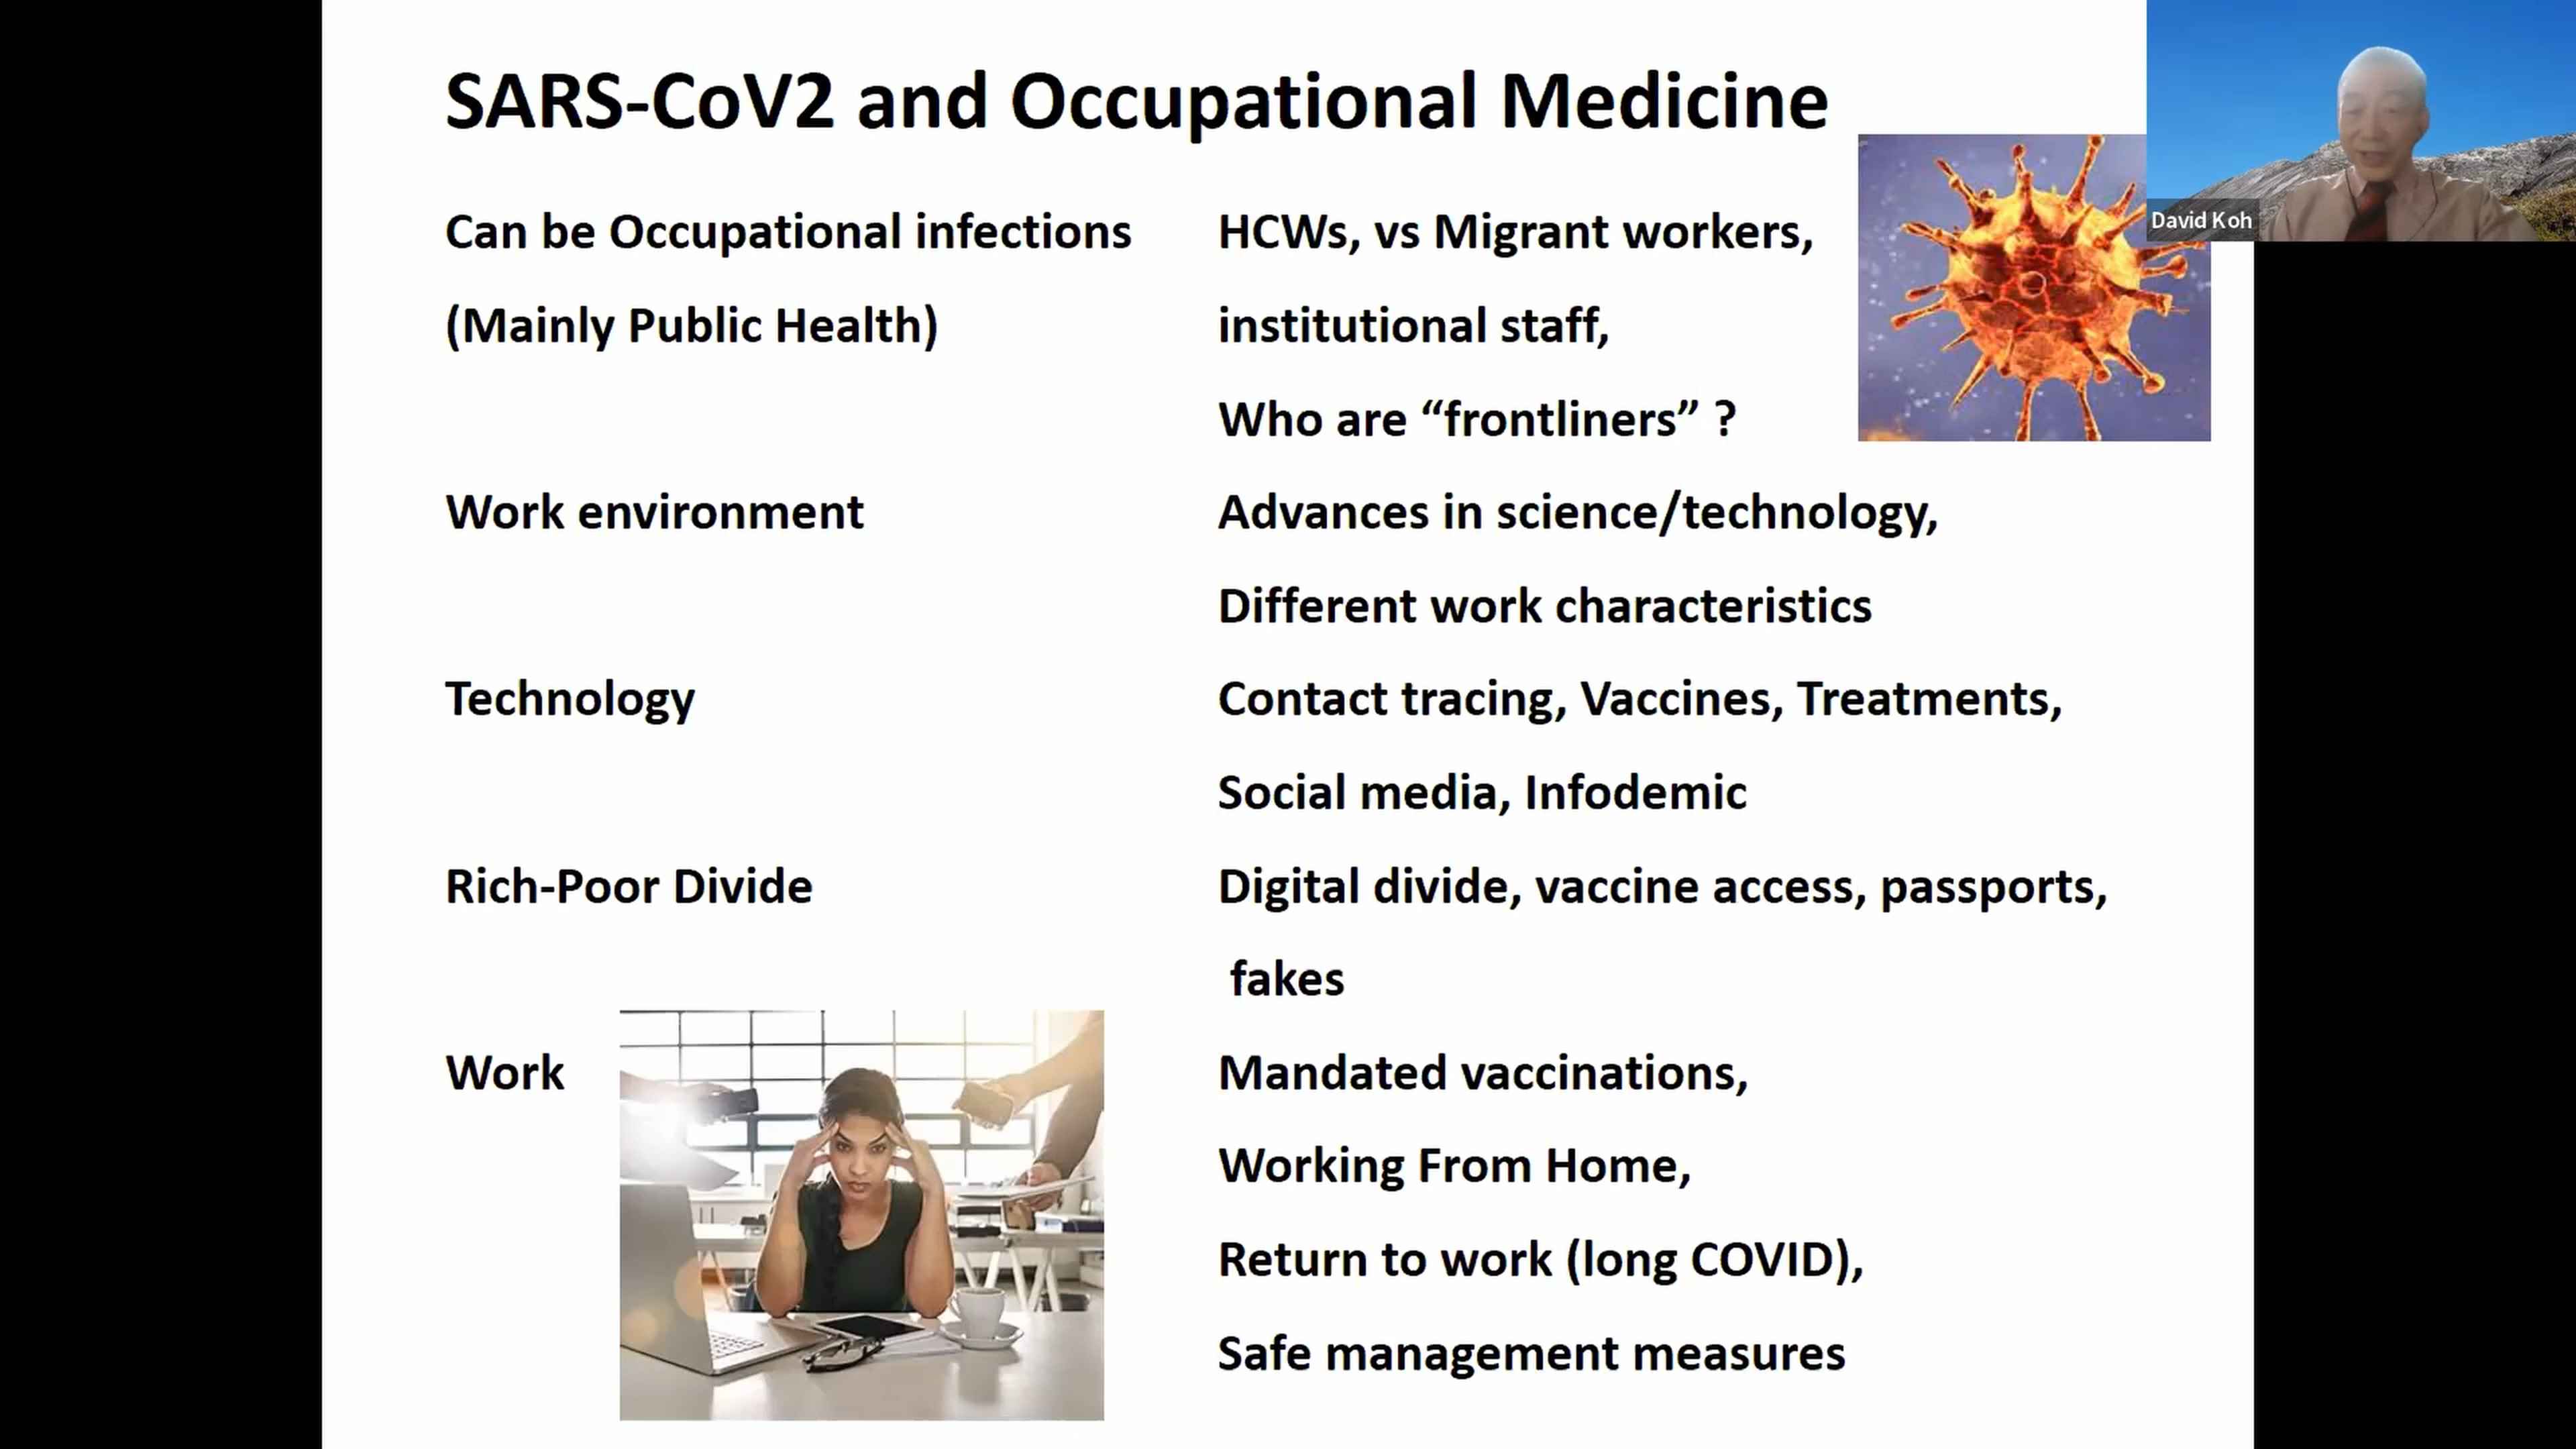 SARS-CoV2 and Occupational Medicine
David Koh
Can be Occupational infections
(Mainly Public Health)
HCWs, vs Migrant workers,
institutional staff,
Who are “frontliners” ?
Work environment
Advances in science/technology,
Different work characteristics
Technology
Contact tracing, Vaccines, Treatments,
Social media, Infodemic
Rich-Poor Divide
Digital divide, vaccine access, passports,
fakes
Work
Mandated vaccinations,
Working From Home,
Return to work (long COVID),
Safe management measures